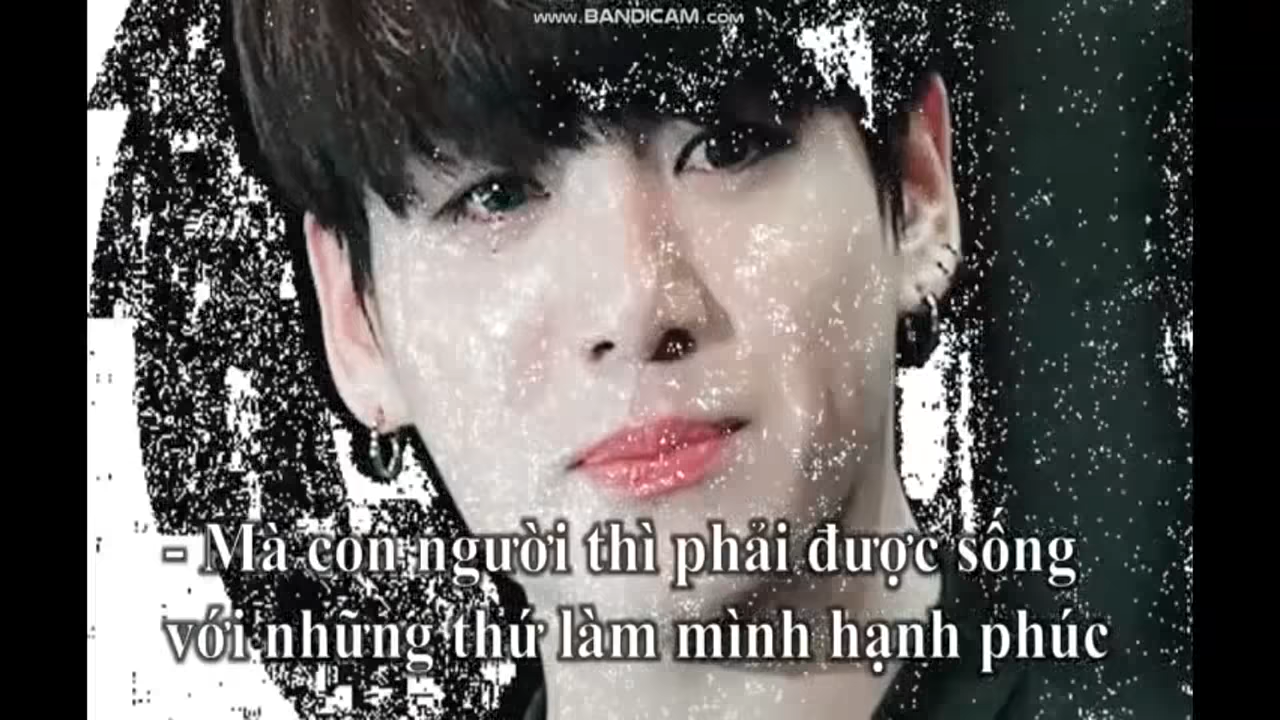 www.BANDICAM.com
- Mà con người thì phải được sống
với những thứ làm mình hạnh phúc